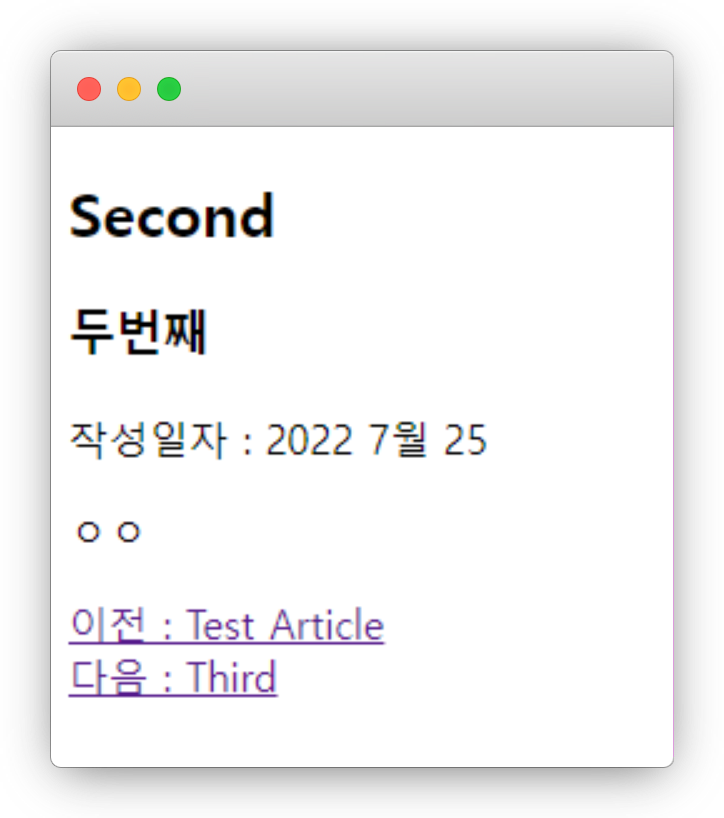 Second
두번째
작성일자 : 2022 7월 25
ㅇㅇ
이전 : Test Article
다음 : Third